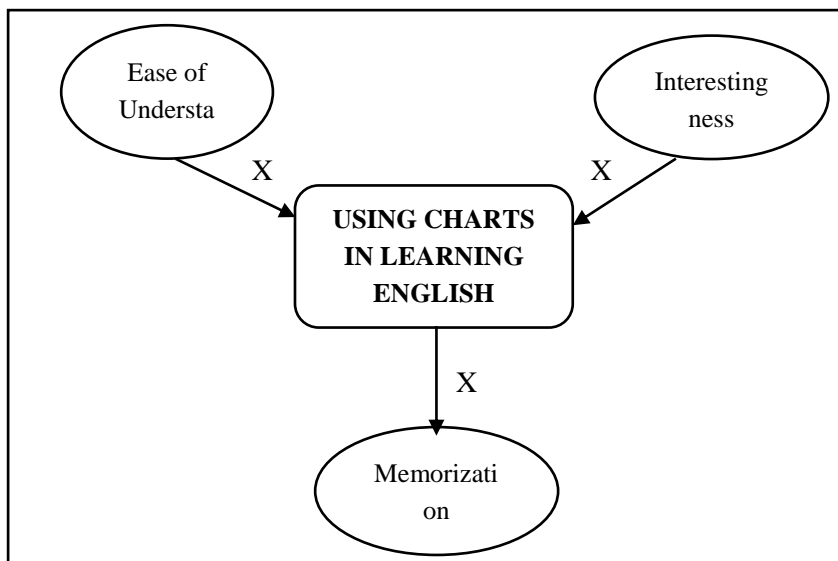 Ease of
Understa
Interesting
ness
X
X
USING CHARTS
IN LEARNING
ENGLISH
X
Memorizati
on